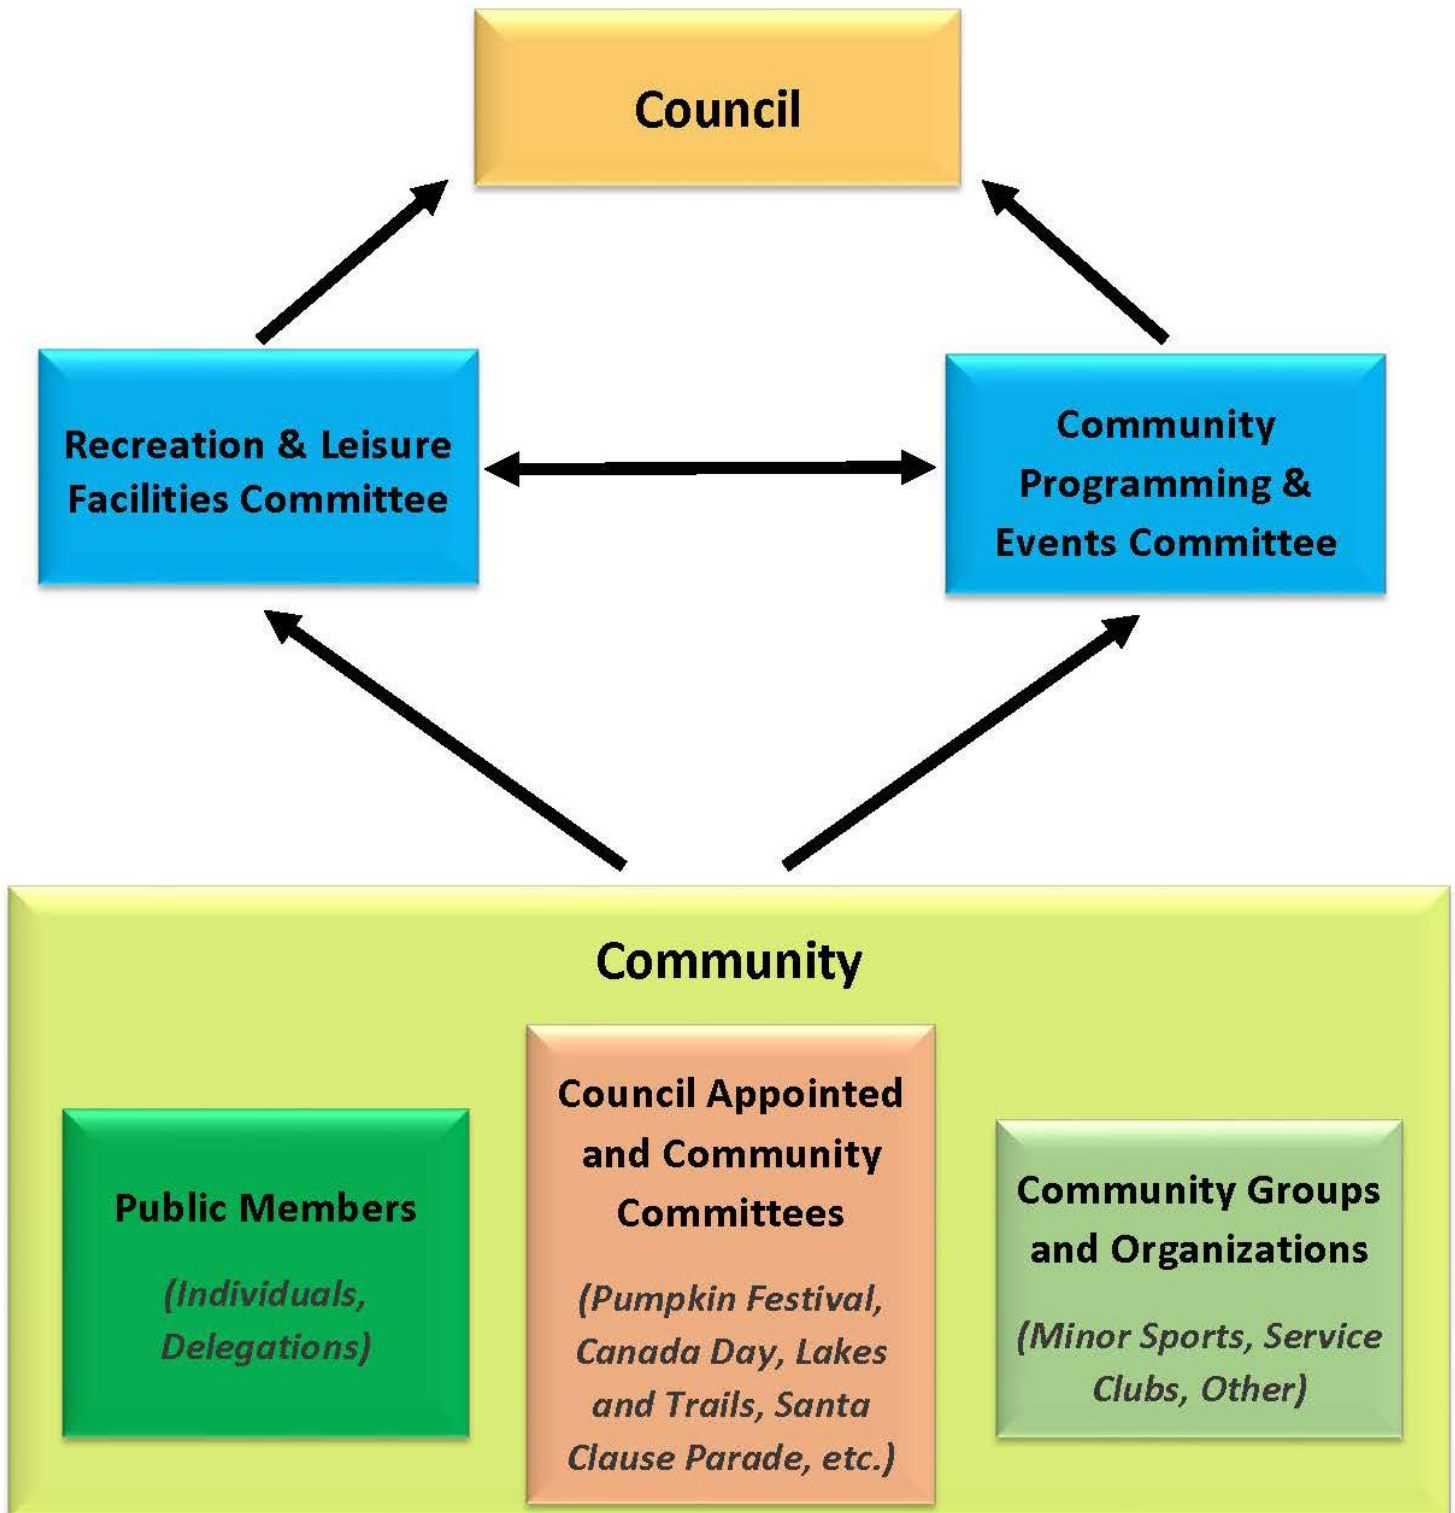 Council
Recreation & Leisure
Facilities Committee
Community
Programming &
Events Committee
Community
Public Members
(Individuals,
Delegations)
Council Appointed
and Community
Committees
(Pumpkin Festival,
Canada Day, Lakes
and Trails, Santa
Clause Parade, etc.)
Community Groups
and Organizations
(Minor Sports, Service
Clubs, Other)